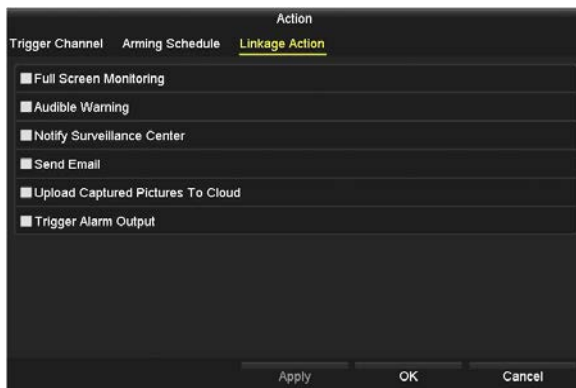 Action
Trigger Channel Arming Schedule Linkage Action
Full Screen Monitoring
Audible Warning
Notify Surveillance Center
Send Email
Upload Captured Pictures To Cloud
Trigger Alarm Output
Apply OK Cancel